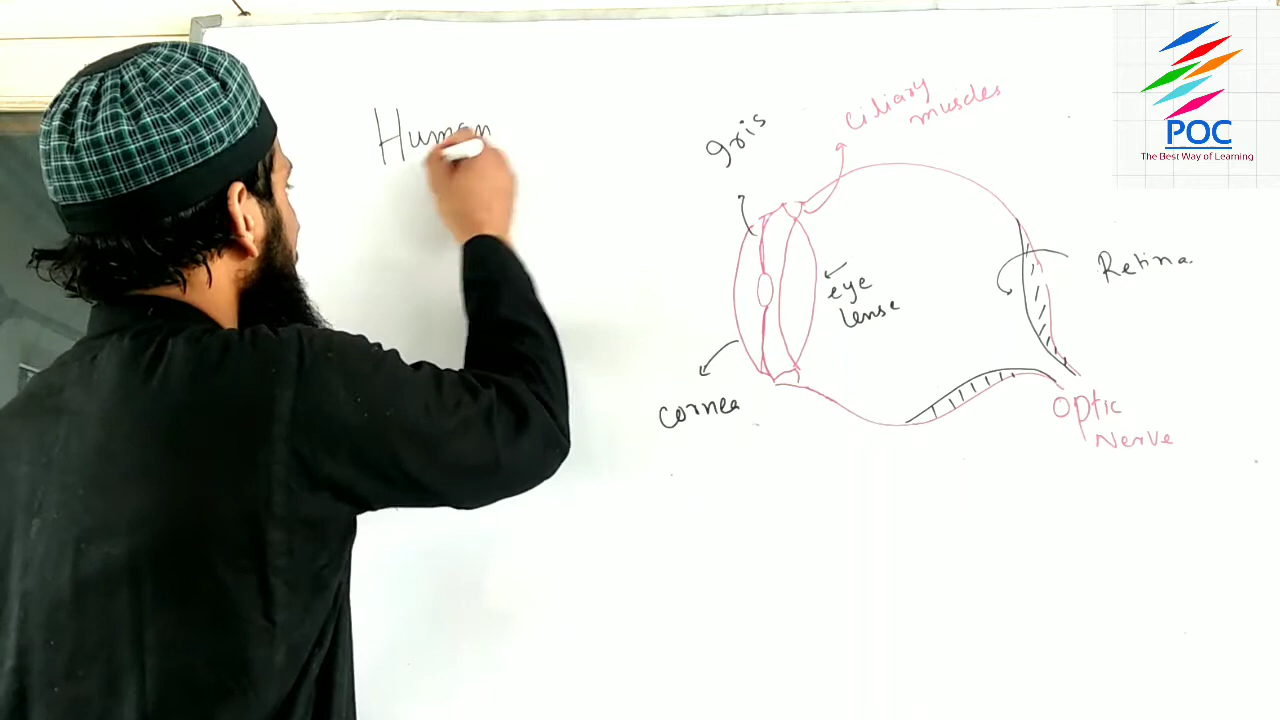 Human
Iris
Ciliary
muscles
eye
lense
Retina
Cornea
Optic
Nerve
POC
The Best Way of Learning